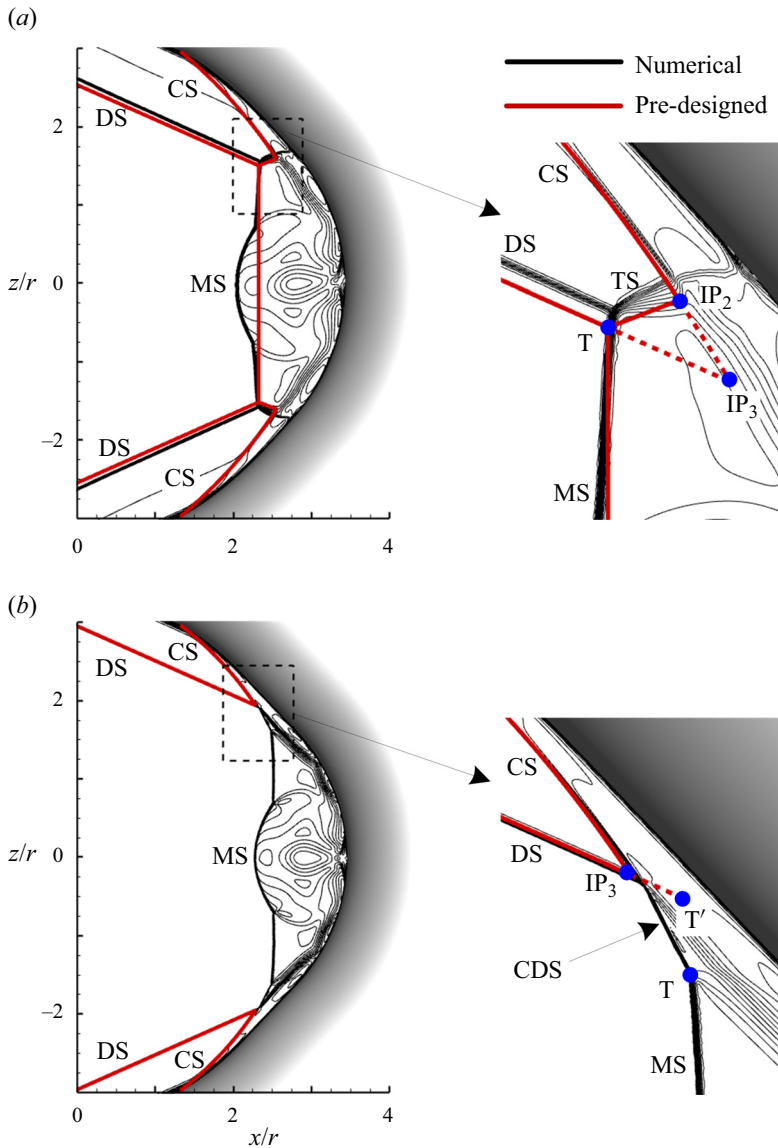 (a)
Numerical
Pre-designed
CS
2
DS
CS
DS
TS
z/r
0
MS
IP2
T
IP3
−2
DS
MS
CS
0
2
4
(b)
CS
DS
2
CS
DS
z/r
0
MS
IP3
T′
CDS
T
−2
DS
MS
CS
0
2
4
x/r